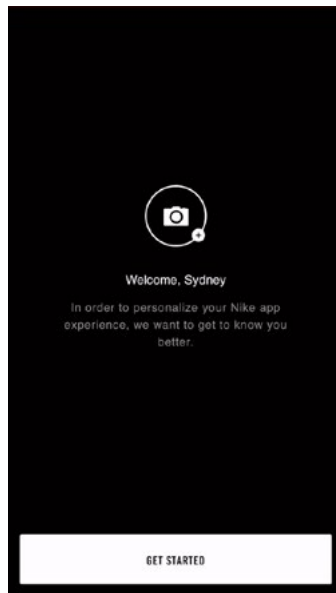 Welcome, Sydney
In order to personalize your Nike app
experience, we want to get to know you
better.
GET STARTED